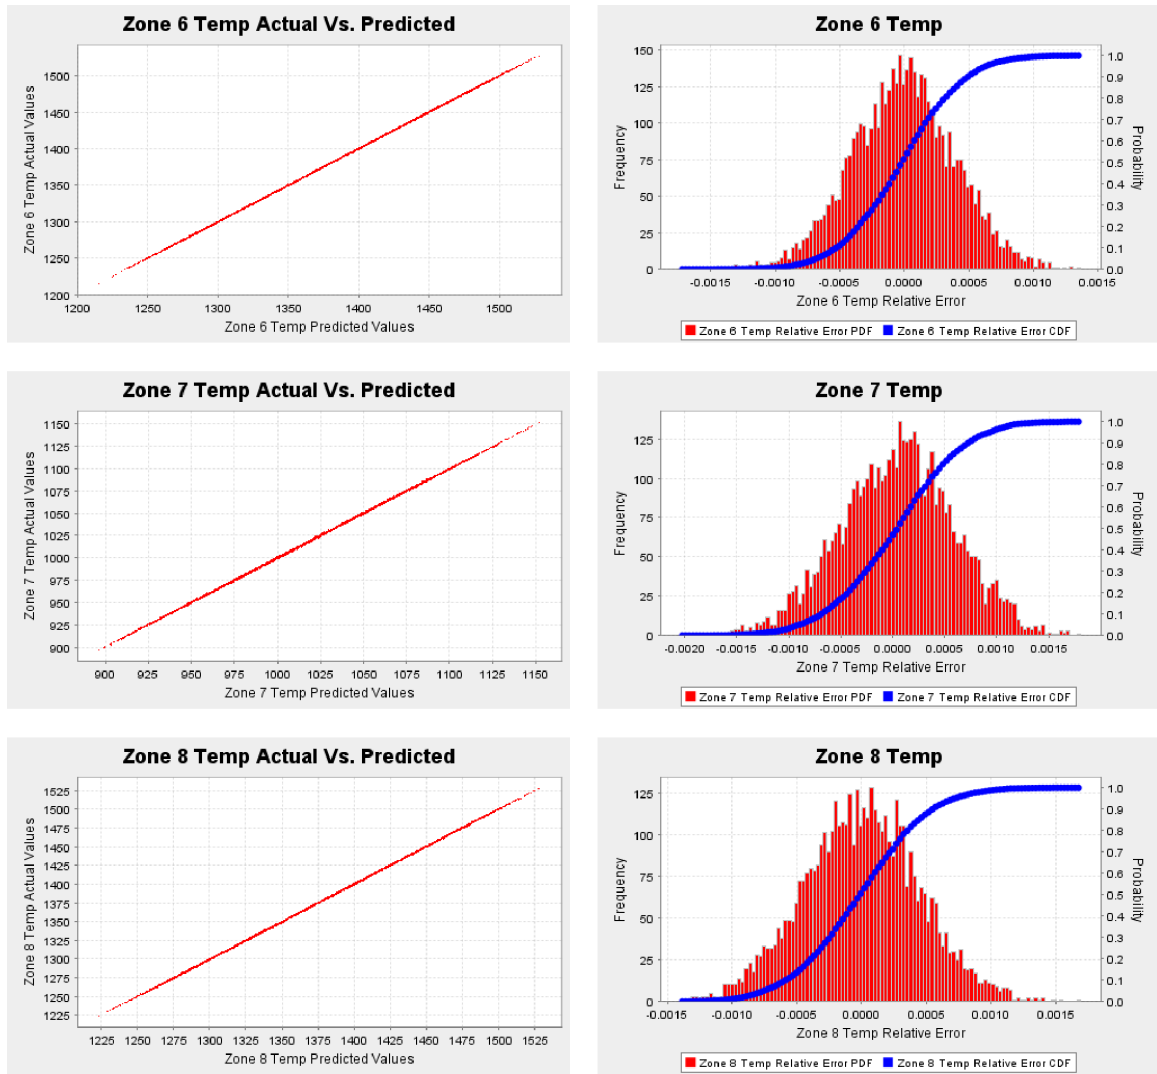 Zone 6 Temp Actual Vs. Predicted
Zone 6 Temp Actual Values
1500
1450
1400
1350
1300
1250
1200
1200 1250 1300 1350 1400 1450 1500
Zone 6 Temp Predicted Values
Zone 6 Temp
Frequency
150
125
100
75
50
25
0
1.0
0.9
0.8
0.7
0.6
0.5
0.4
0.3
0.2
0.1
0.0
Probability
-0.0015 -0.0010 -0.0005 0.0000 0.0005 0.0010 0.0015
Zone 6 Temp Relative Error
Zone 6 Temp Relative Error PDF Zone 6 Temp Relative Error CDF
Zone 7 Temp Actual Vs. Predicted
Zone 7 Temp Actual Values
1150
1125
1100
1075
1050
1025
1000
975
950
925
900
900 925 950 975 1000 1025 1050 1075 1100 1125 1150
Zone 7 Temp Predicted Values
Zone 7 Temp
Frequency
125
100
75
50
25
0
1.0
0.9
0.8
0.7
0.6
0.5
0.4
0.3
0.2
0.1
0.0
Probability
-0.0020 -0.0015 -0.0010 -0.0005 0.0000 0.0005 0.0010 0.0015
Zone 7 Temp Relative Error
Zone 7 Temp Relative Error PDF Zone 7 Temp Relative Error CDF
Zone 8 Temp Actual Vs. Predicted
Zone 8 Temp Actual Values
1525
1500
1475
1450
1425
1400
1375
1350
1325
1300
1275
1250
1225
1225 1250 1275 1300 1325 1350 1375 1400 1425 1450 1475 1500 1525
Zone 8 Temp Predicted Values
Zone 8 Temp
Frequency
125
100
75
50
25
0
1.0
0.9
0.8
0.7
0.6
0.5
0.4
0.3
0.2
0.1
0.0
Probability
-0.0015 -0.0010 -0.0005 0.0000 0.0005 0.0010 0.0015
Zone 8 Temp Relative Error
Zone 8 Temp Relative Error PDF Zone 8 Temp Relative Error CDF